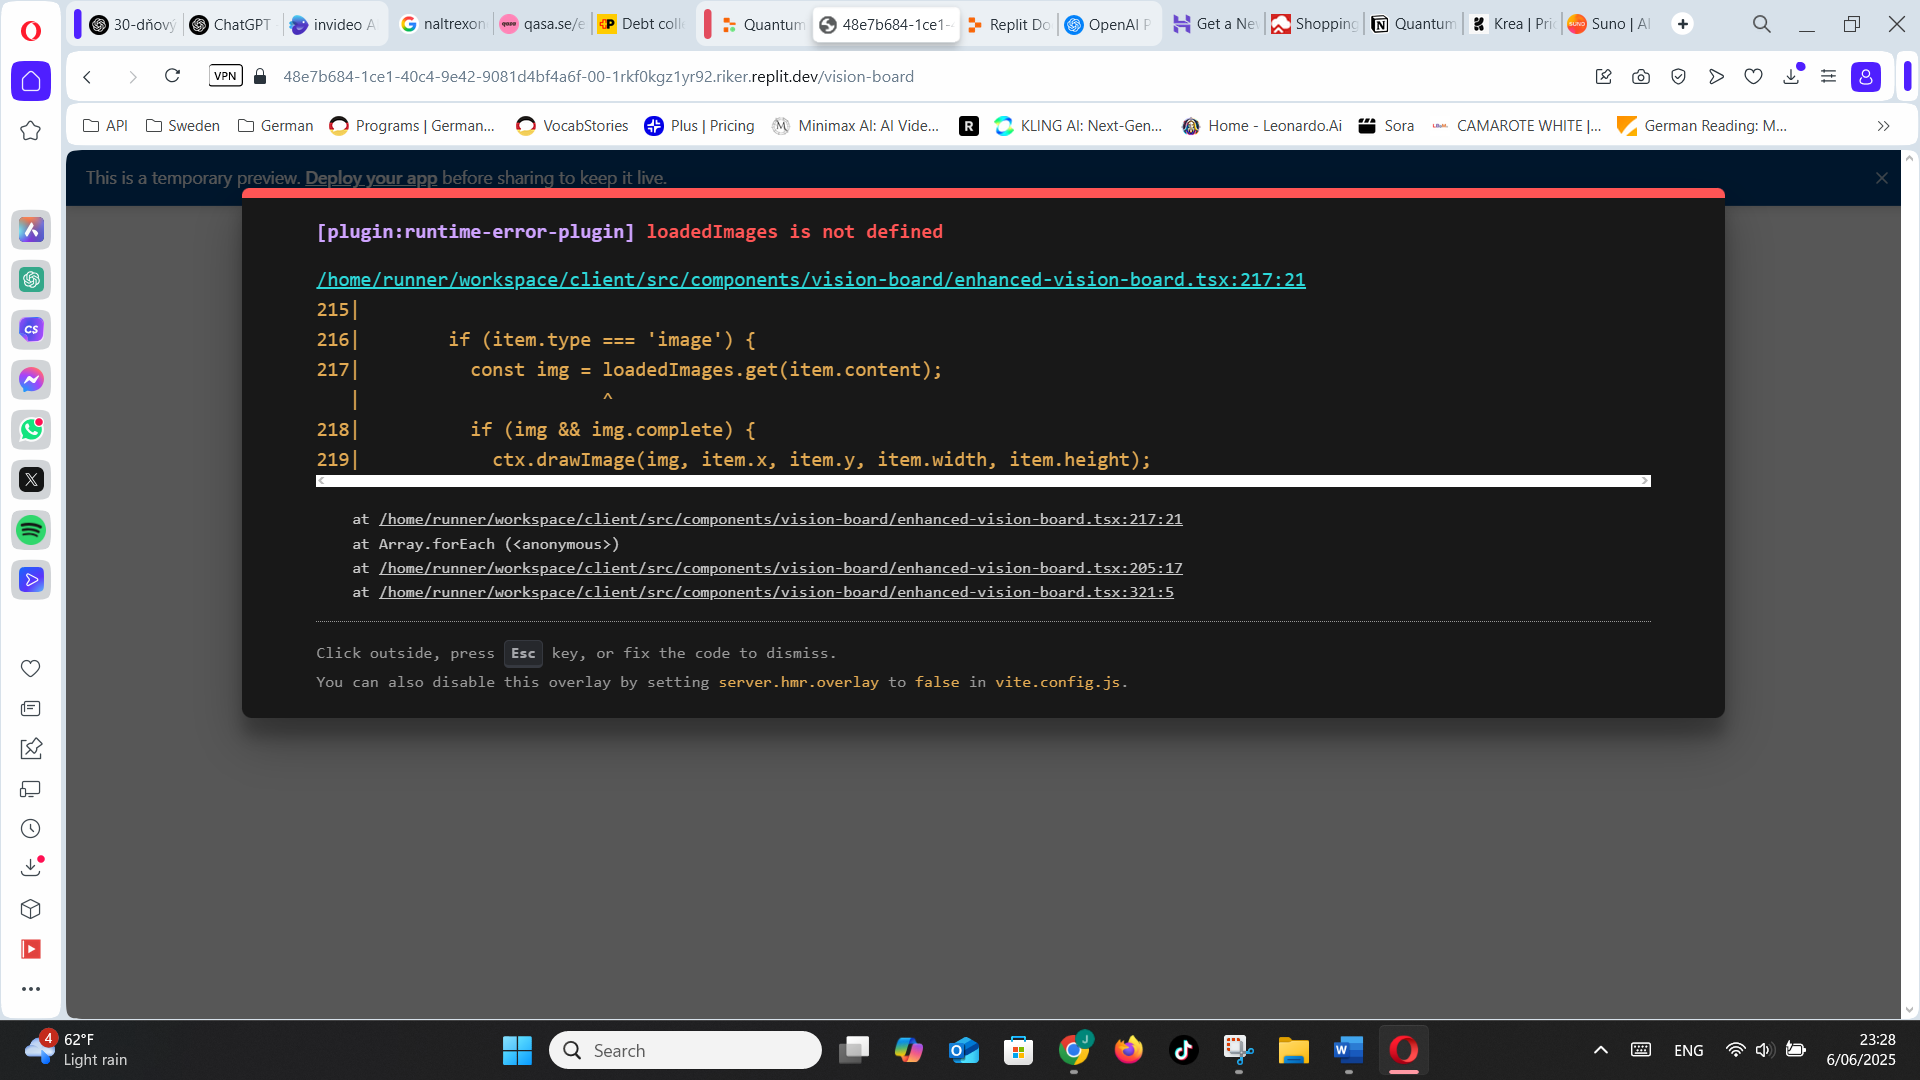 30-dňový
ChatGPT
invideo A
naltrexon
qasa.se/e
Debt coll
Quantum
48e7b684-1ce1-
Replit Do
OpenAI P
Get a Ne
Shopping
Quantum
Krea | Pri
Suno | AI
VPN
48e7b684-1ce1-40c4-9e42-9081d4bf4a6f-00-1rkf0kgz1yr92.riker.replit.dev/vision-board
API
Sweden
German
Programs | German...
VocabStories
Plus | Pricing
Minimax AI: AI Vide...
R
KLING AI: Next-Gen...
Home - Leonardo.Ai
Sora
CAMAROTE WHITE |...
German Reading: M...
This is a temporary preview. Deploy your app before sharing to keep it live.
[plugin:runtime-error-plugin] loadedImages is not defined
/home/runner/workspace/client/src/components/vision-board/enhanced-vision-board.tsx:217:21
215|
216|        if (item.type === 'image') {
217|          const img = loadedImages.get(item.content);
   |                      ^
218|          if (img && img.complete) {
219|            ctx.drawImage(img, item.x, item.y, item.width, item.height);
at /home/runner/workspace/client/src/components/vision-board/enhanced-vision-board.tsx:217:21
at Array.forEach (<anonymous>)
at /home/runner/workspace/client/src/components/vision-board/enhanced-vision-board.tsx:205:17
at /home/runner/workspace/client/src/components/vision-board/enhanced-vision-board.tsx:321:5
Click outside, press Esc key, or fix the code to dismiss.
You can also disable this overlay by setting server.hmr.overlay to false in vite.config.js.
CS
4
62°F
Light rain
Search
J
ENG
23:28
6/06/2025